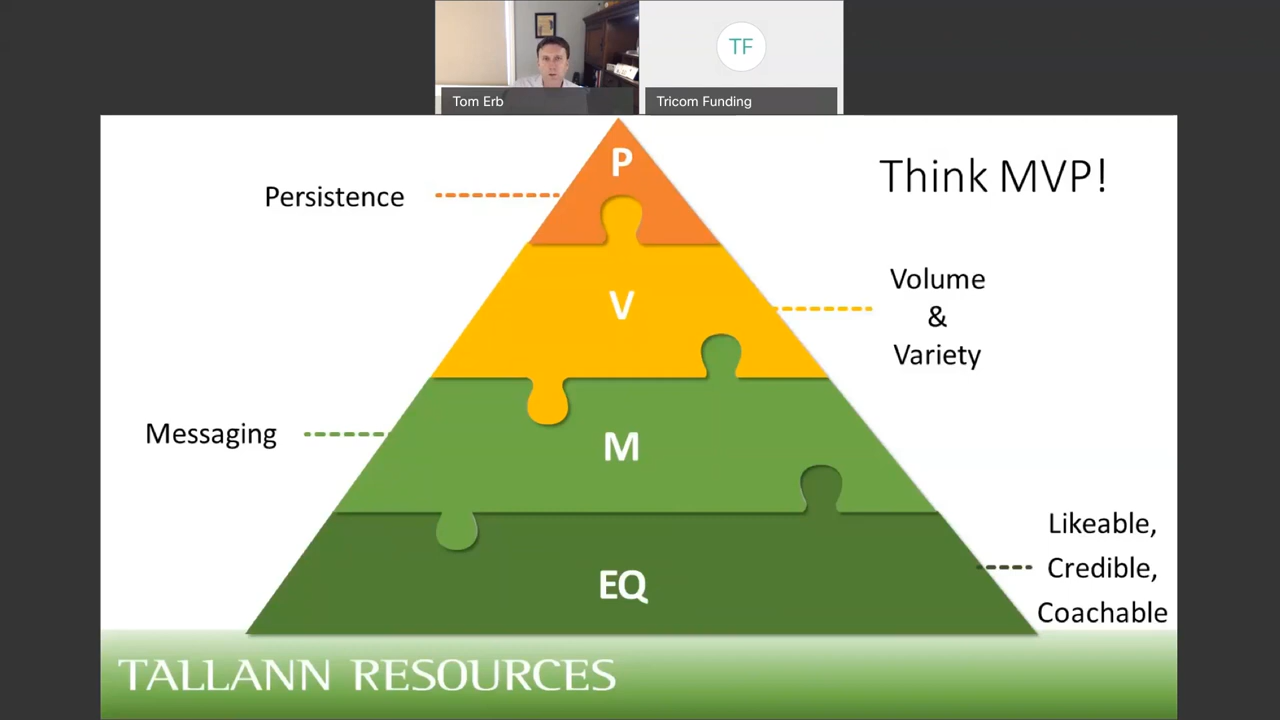 TF
Tom Erb
Tricom Funding
P
Think MVP!
Persistence
V
Volume
&
Variety
M
Messaging
EQ
Likeable,
Credible,
Coachable
TALLANN RESOURCES